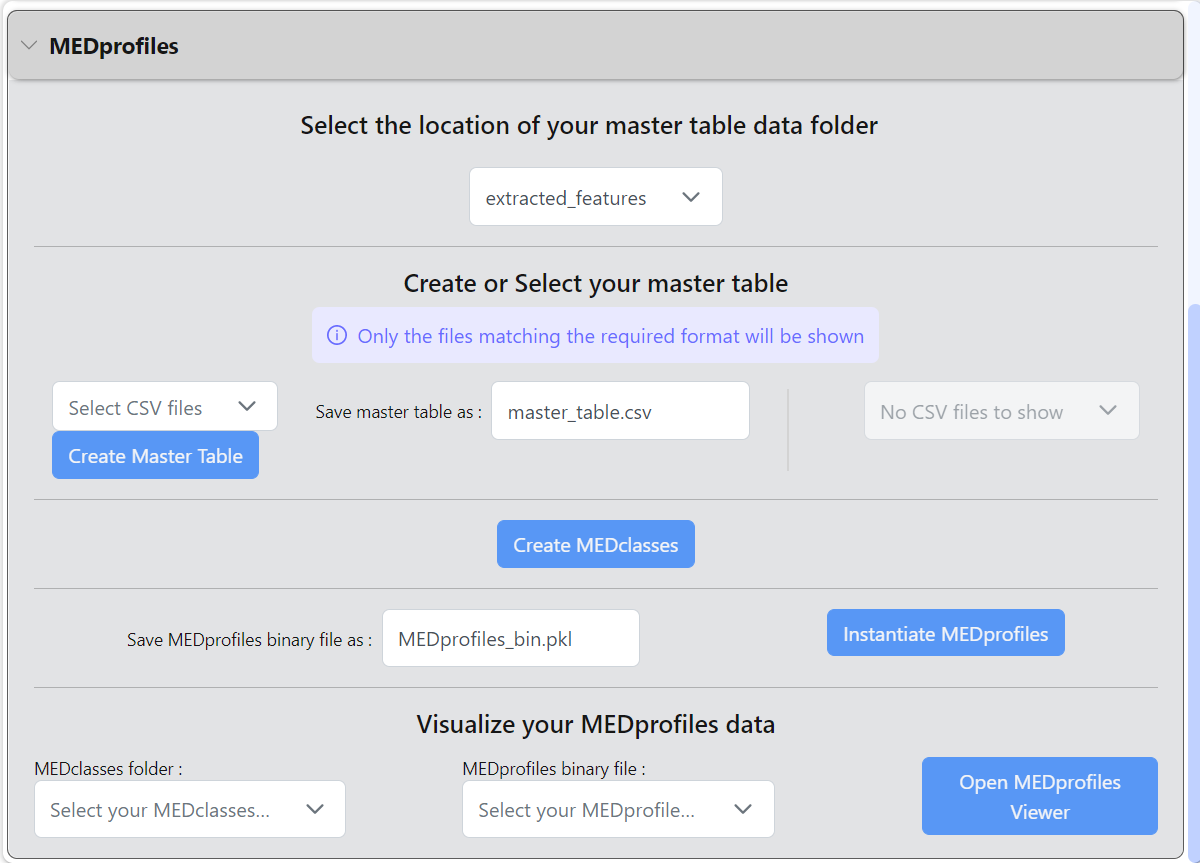 MEDprofiles
Select the location of your master table data folder
extracted_features
Create or Select your master table
Only the files matching the required format will be shown
Select CSV files
Save master table as :
master_table.csv
No CSV files to show
Create Master Table
Create MEDclasses
Save MEDprofiles binary file as :
MEDprofiles_bin.pkl
Instantiate MEDprofiles
Visualize your MEDprofiles data
MEDclasses folder :
MEDprofiles binary file :
Select your MEDclasses...
Select your MEDprofile...
Open MEDprofiles
Viewer